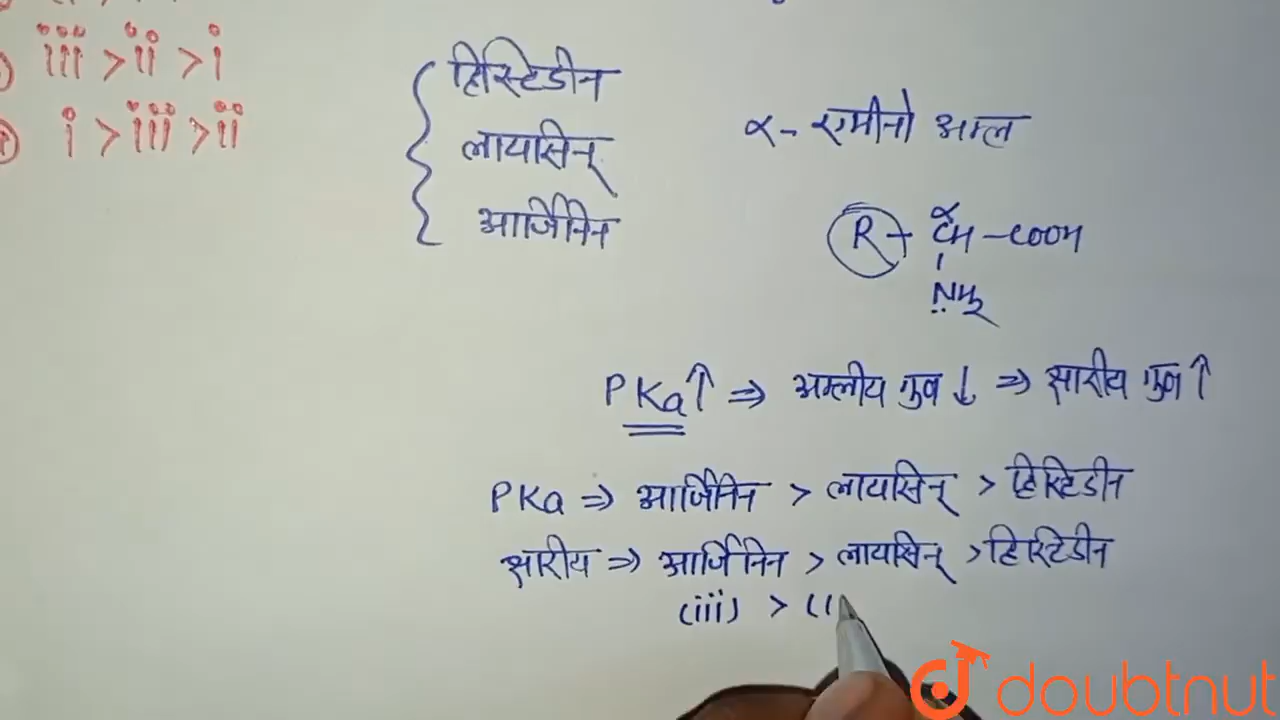 iii > ii > i
i > iii > ii
हिस्टिडीन
लायसिन्
आर्जिनिन
α - एमीनो अम्ल
R + CH - COOH
α
NH2
PKa↑ ⇒ अम्लीय गुण ↓ ⇒ क्षारीय गुण ↑
PKa ⇒ आर्जिनिन > लायसिन् > हिस्टिडीन
क्षारीय ⇒ आर्जिनिन > लायसिन् > हिस्टिडीन
(iii) > (i
doubtnut